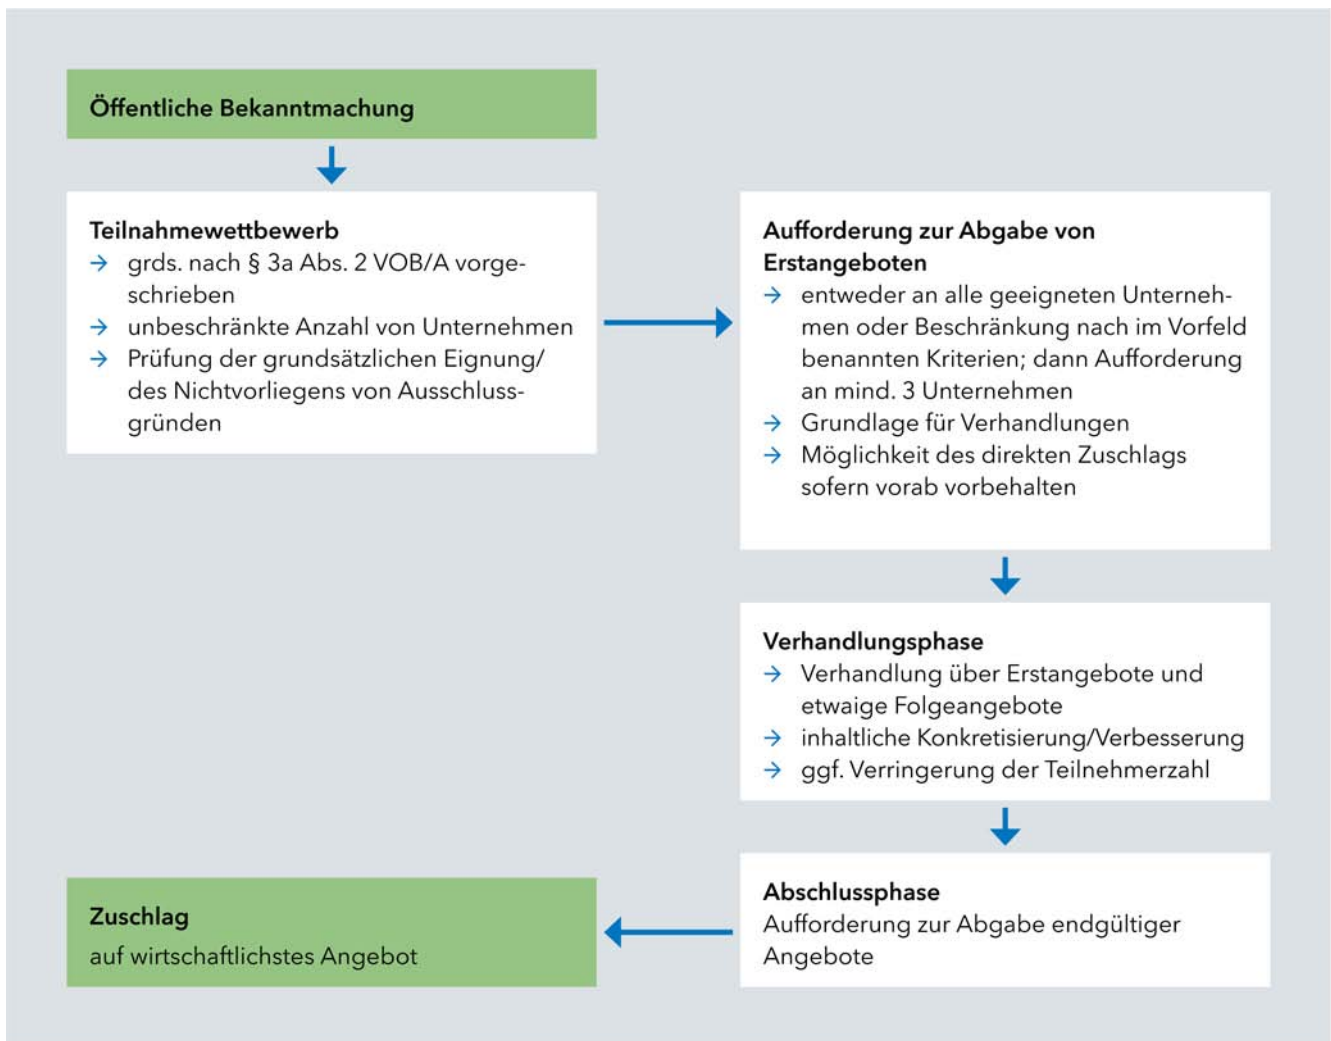 Öffentliche Bekanntmachung
Teilnahmewettbewerb
→ grds. nach § 3a Abs. 2 VOB/A vorge-
schrieben
→ unbeschränkte Anzahl von Unternehmen
→ Prüfung der grundsätzlichen Eignung/
des Nichtvorliegens von Ausschluss-
gründen
Aufforderung zur Abgabe von
Erstangeboten
→ entweder an alle geeigneten Unterneh-
men oder Beschränkung nach im Vorfeld
benannten Kriterien; dann Aufforderung
an mind. 3 Unternehmen
→ Grundlage für Verhandlungen
→ Möglichkeit des direkten Zuschlags
sofern vorab vorbehalten
Verhandlungsphase
→ Verhandlung über Erstangebote und
etwaige Folgeangebote
→ inhaltliche Konkretisierung/Verbesserung
→ ggf. Verringerung der Teilnehmerzahl
Abschlussphase
Aufforderung zur Abgabe endgültiger
Angebote
Zuschlag
auf wirtschaftlichstes Angebot